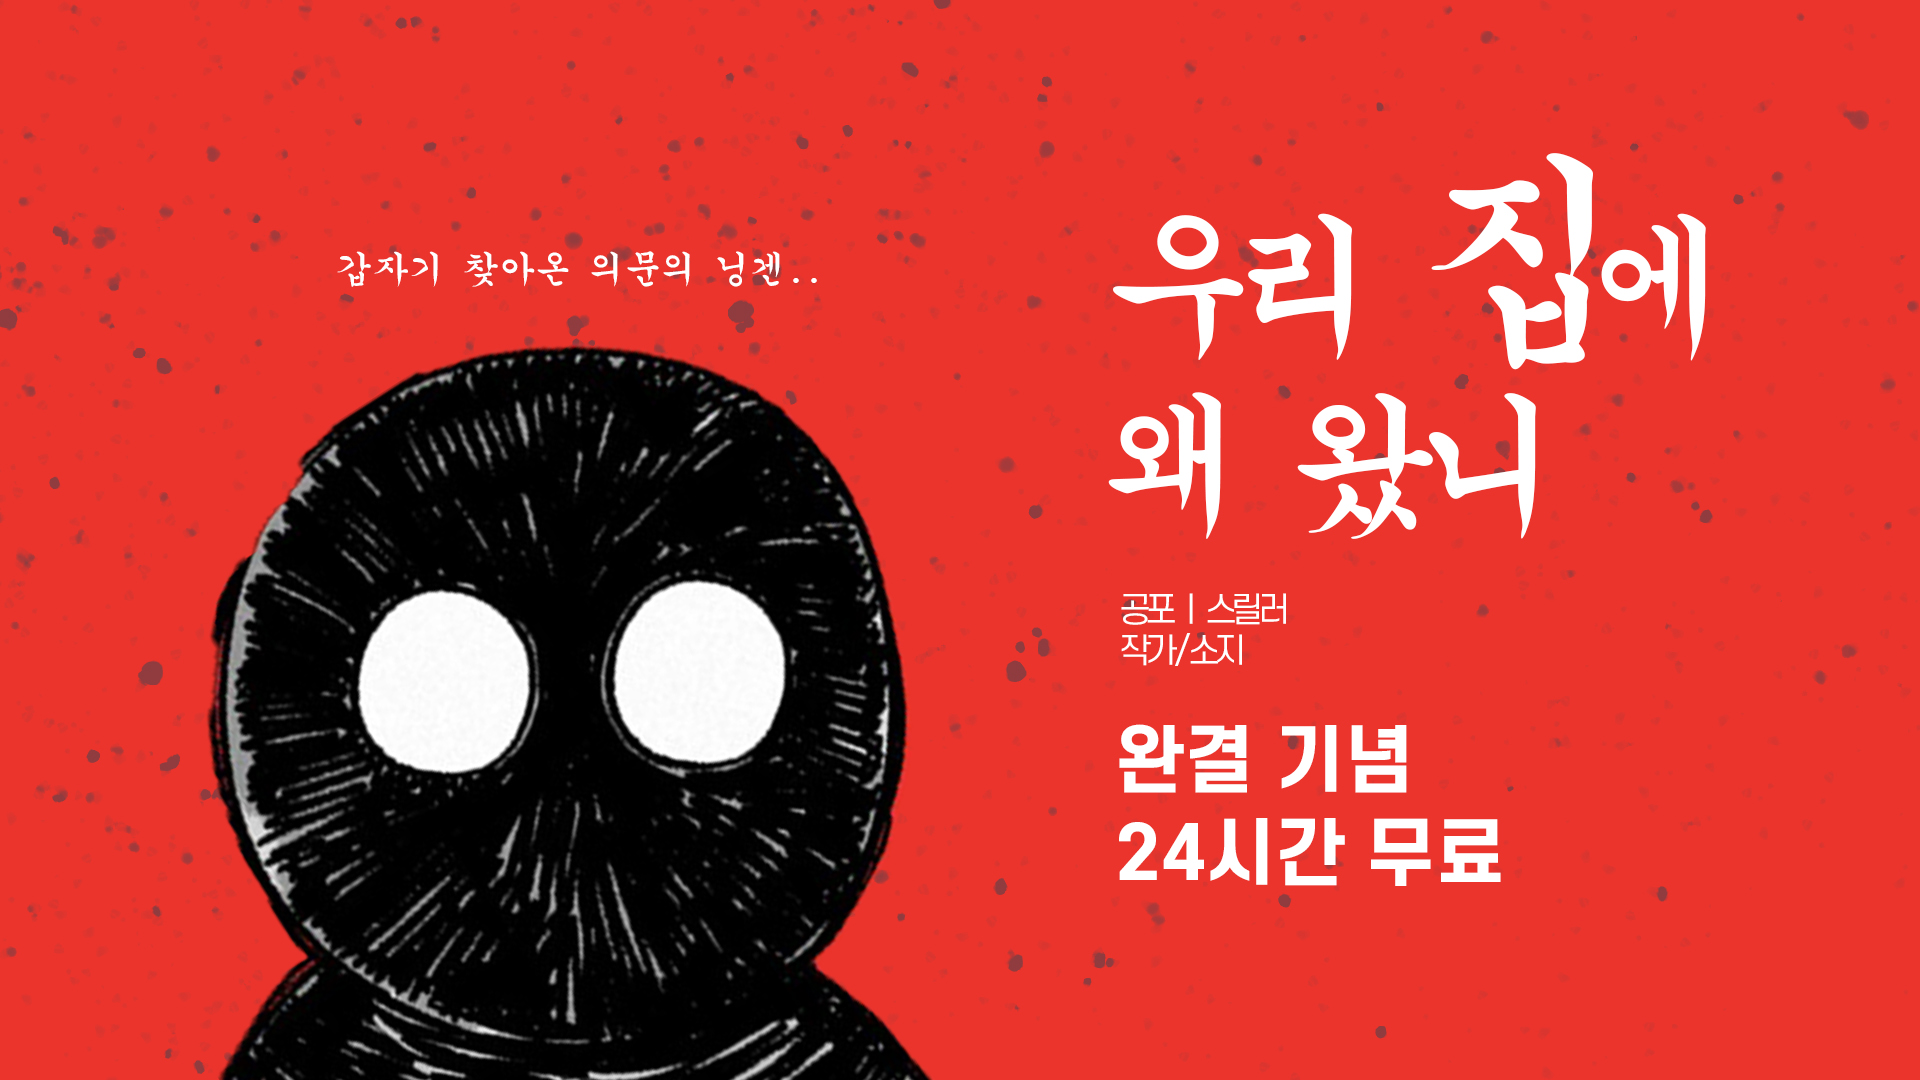 갑자기 찾아온 의문의 닝겐..
우리 집에
왜 왔니
공포 | 스릴러
작가/소지
완결 기념
24시간 무료